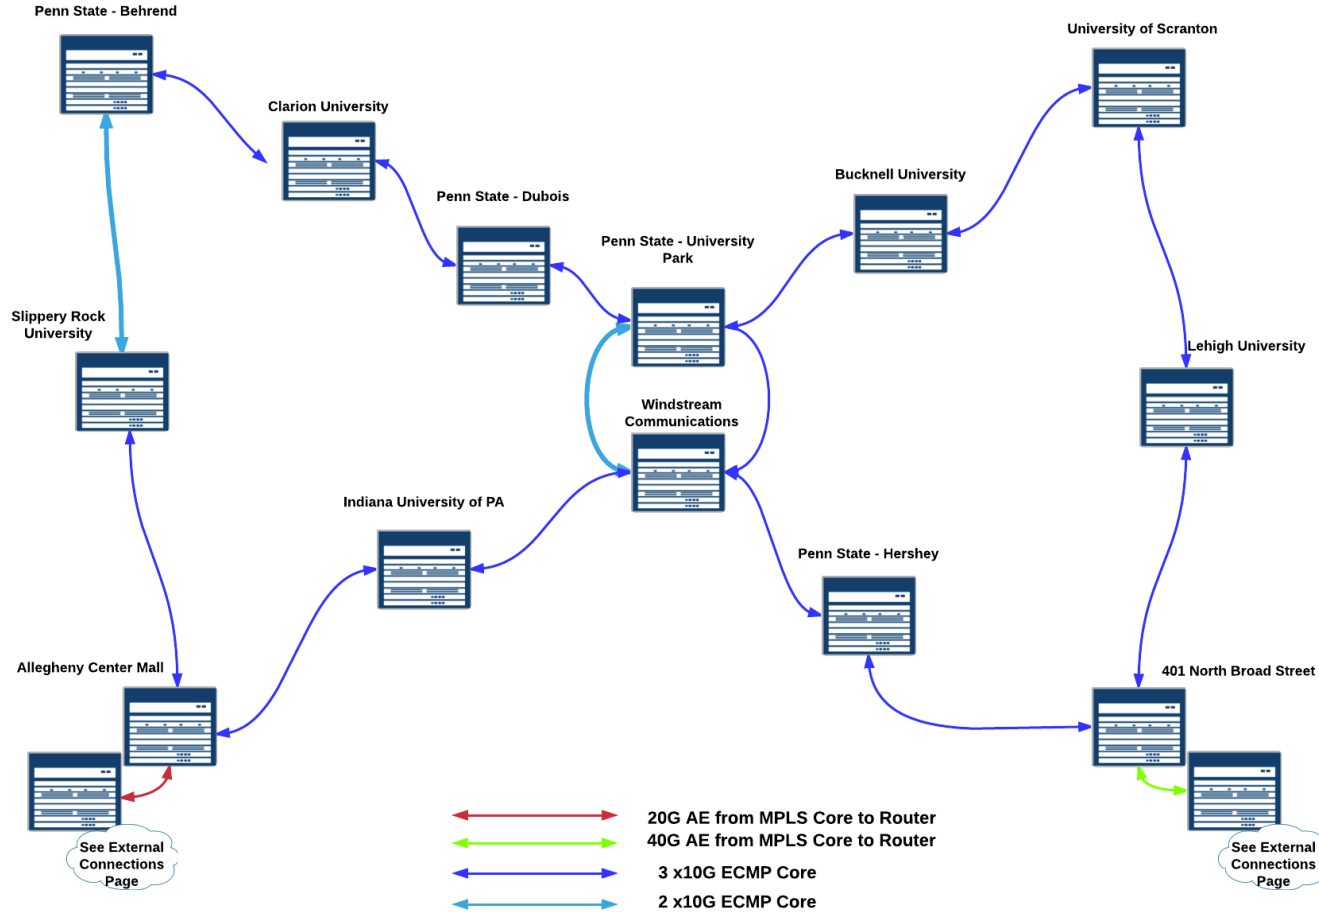 Penn State - Behrend
University of Scranton
Clarion University
Bucknell University
Penn State - Dubois
Penn State - University
Park
Slippery Rock
University
Lehigh University
Windstream
Communications
Indiana University of PA
Penn State - Hershey
Allegheny Center Mall
401 North Broad Street
See External
Connections
Page
See External
Connections
Page
20G AE from MPLS Core to Router
40G AE from MPLS Core to Router
3 x10G ECMP Core
2 x10G ECMP Core